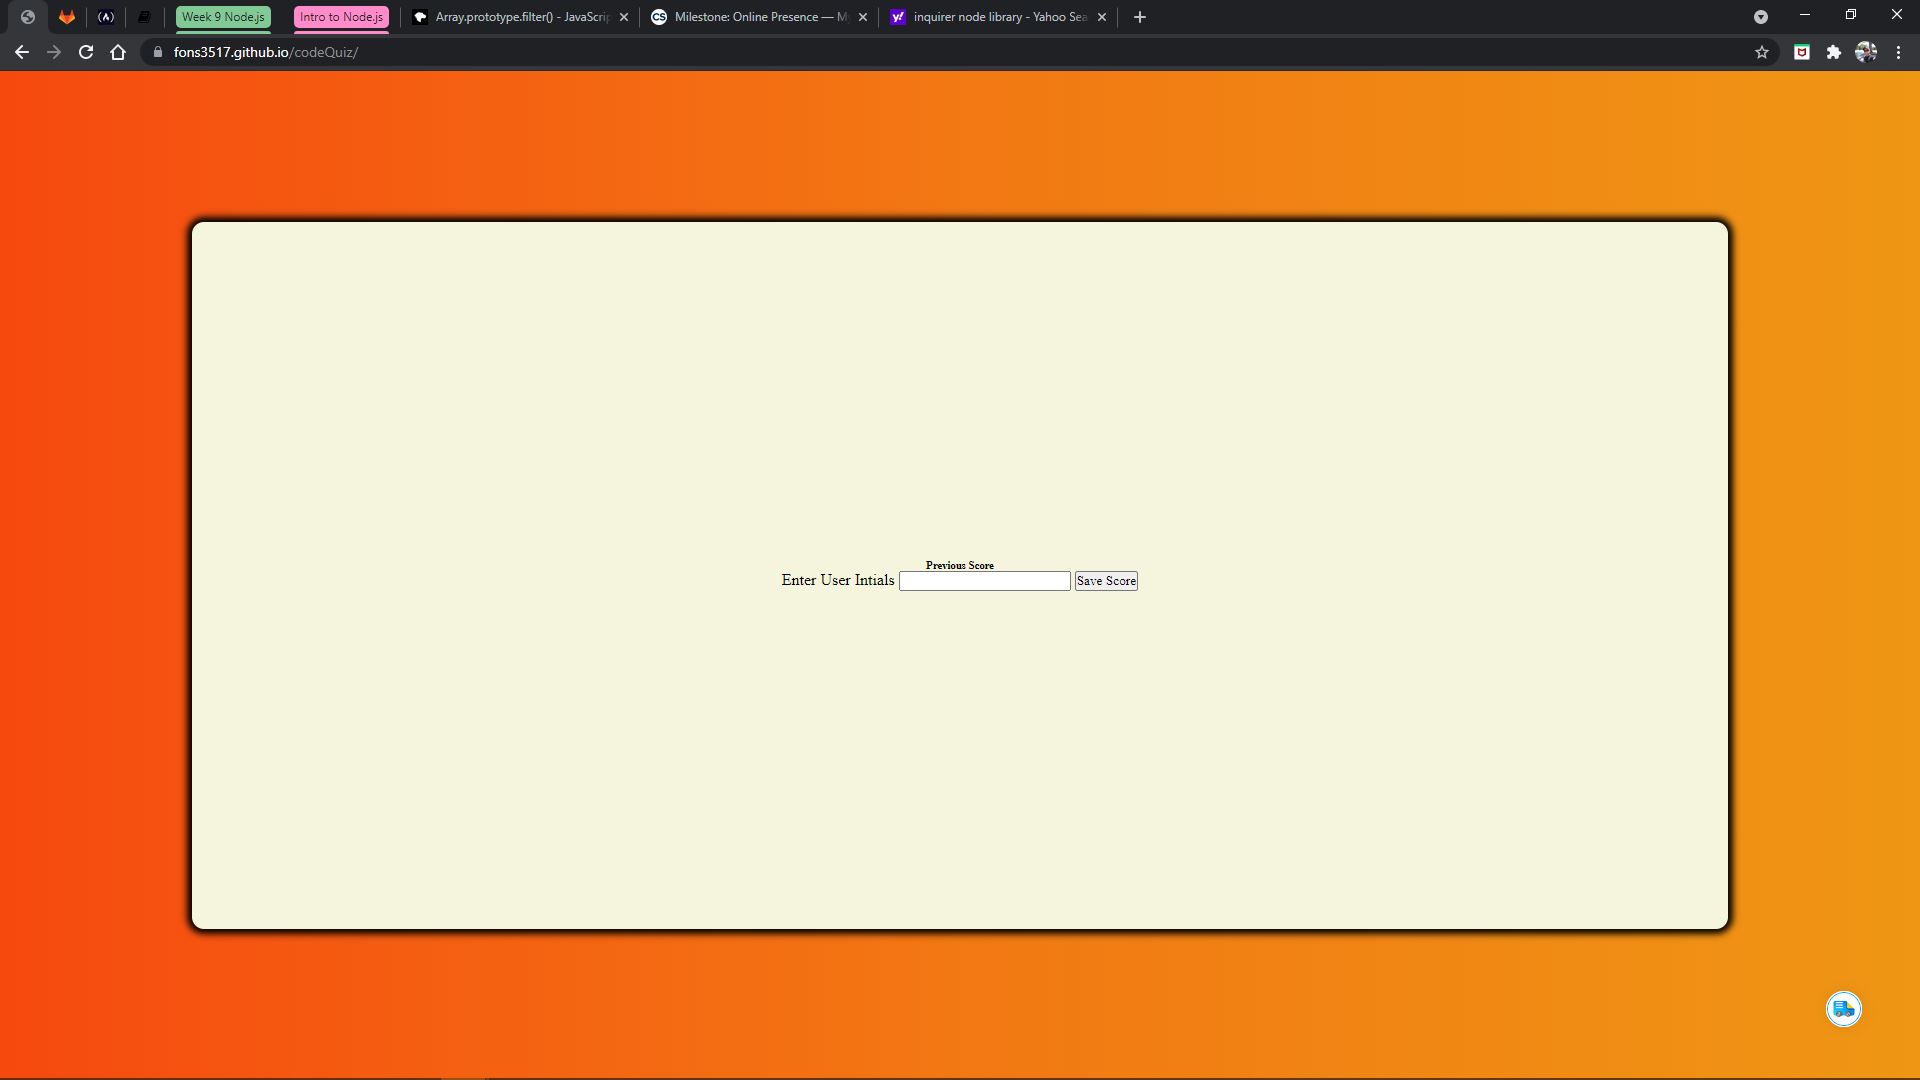 Week 9 Node.js
Intro to Node.js
Array.prototype.filter() - JavaScrip
Milestone: Online Presence — M
inquirer node library - Yahoo Sea
fons3517.github.io/codeQuiz/
Previous Score
Enter User Intials
Save Score